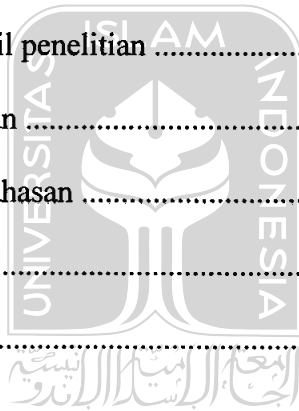 ISLAM
il penelitian ........................
UNIVERSITAS
INDONESIA
n ........................................
hasan ................................
........................................
........................................